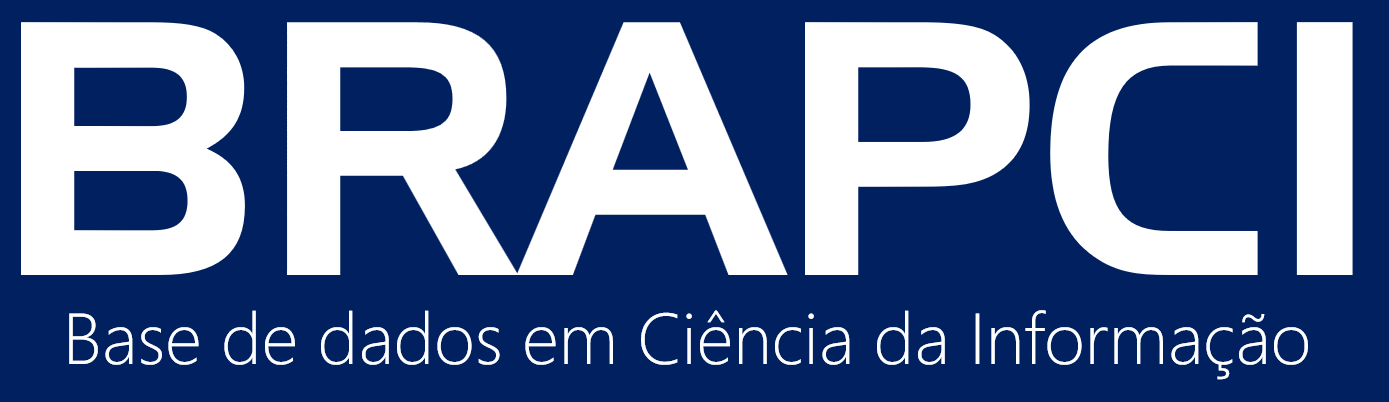 BRAPCI
Base de dados em Ciência da Informação